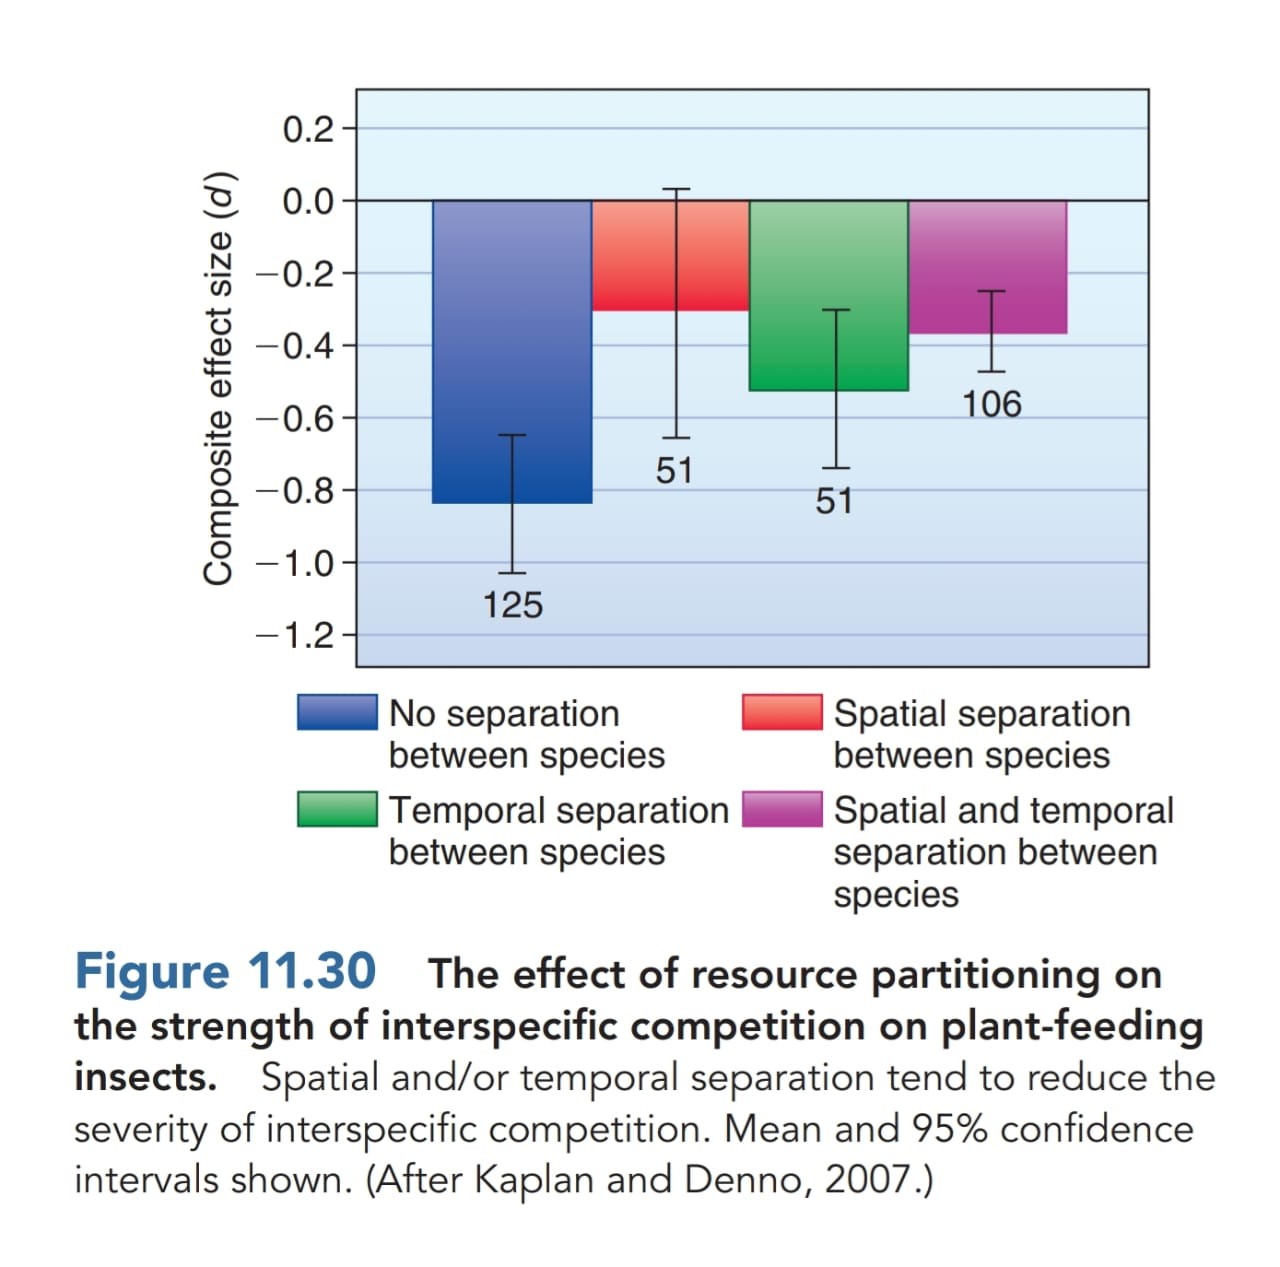 0.2
0.0
−0.2
−0.4
−0.6
−0.8
−1.0
−1.2
Composite effect size (d)
125
51
51
106
No separation
between species
Spatial separation
between species
Temporal separation
between species
Spatial and temporal
separation between
species
Figure 11.30 The effect of resource partitioning on
the strength of interspecific competition on plant-feeding
insects. Spatial and/or temporal separation tend to reduce the
severity of interspecific competition. Mean and 95% confidence
intervals shown. (After Kaplan and Denno, 2007.)